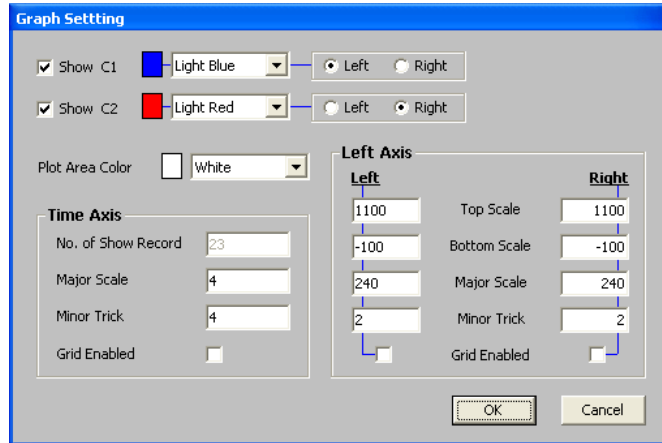 Graph Settting
Show C1 Light Blue Left Right
Show C2 Light Red Left Right
Plot Area Color White
Left Axis
Left Right
1100 Top Scale 1100
-100 Bottom Scale -100
240 Major Scale 240
2 Minor Trick 2
Grid Enabled
Time Axis
No. of Show Record 23
Major Scale 4
Minor Trick 4
Grid Enabled
OK Cancel